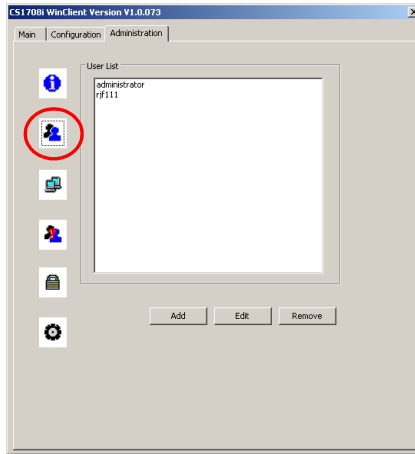 CS1708i WinClient Version V1.0.073
Main Configuration Administration
User List
administrator
rjf111
Add Edit Remove